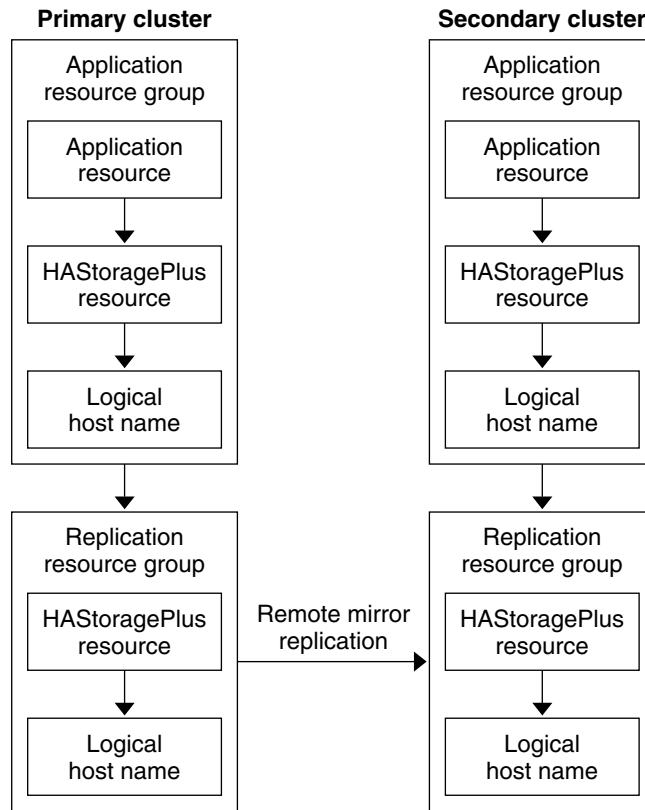 Primary cluster
Application
resource group
Application
resource
HAStoragePlus
resource
Logical
host name
Replication
resource group
HAStoragePlus
resource
Logical
host name
Remote mirror
replication
Secondary cluster
Application
resource group
Application
resource
HAStoragePlus
resource
Logical
host name
Replication
resource group
HAStoragePlus
resource
Logical
host name